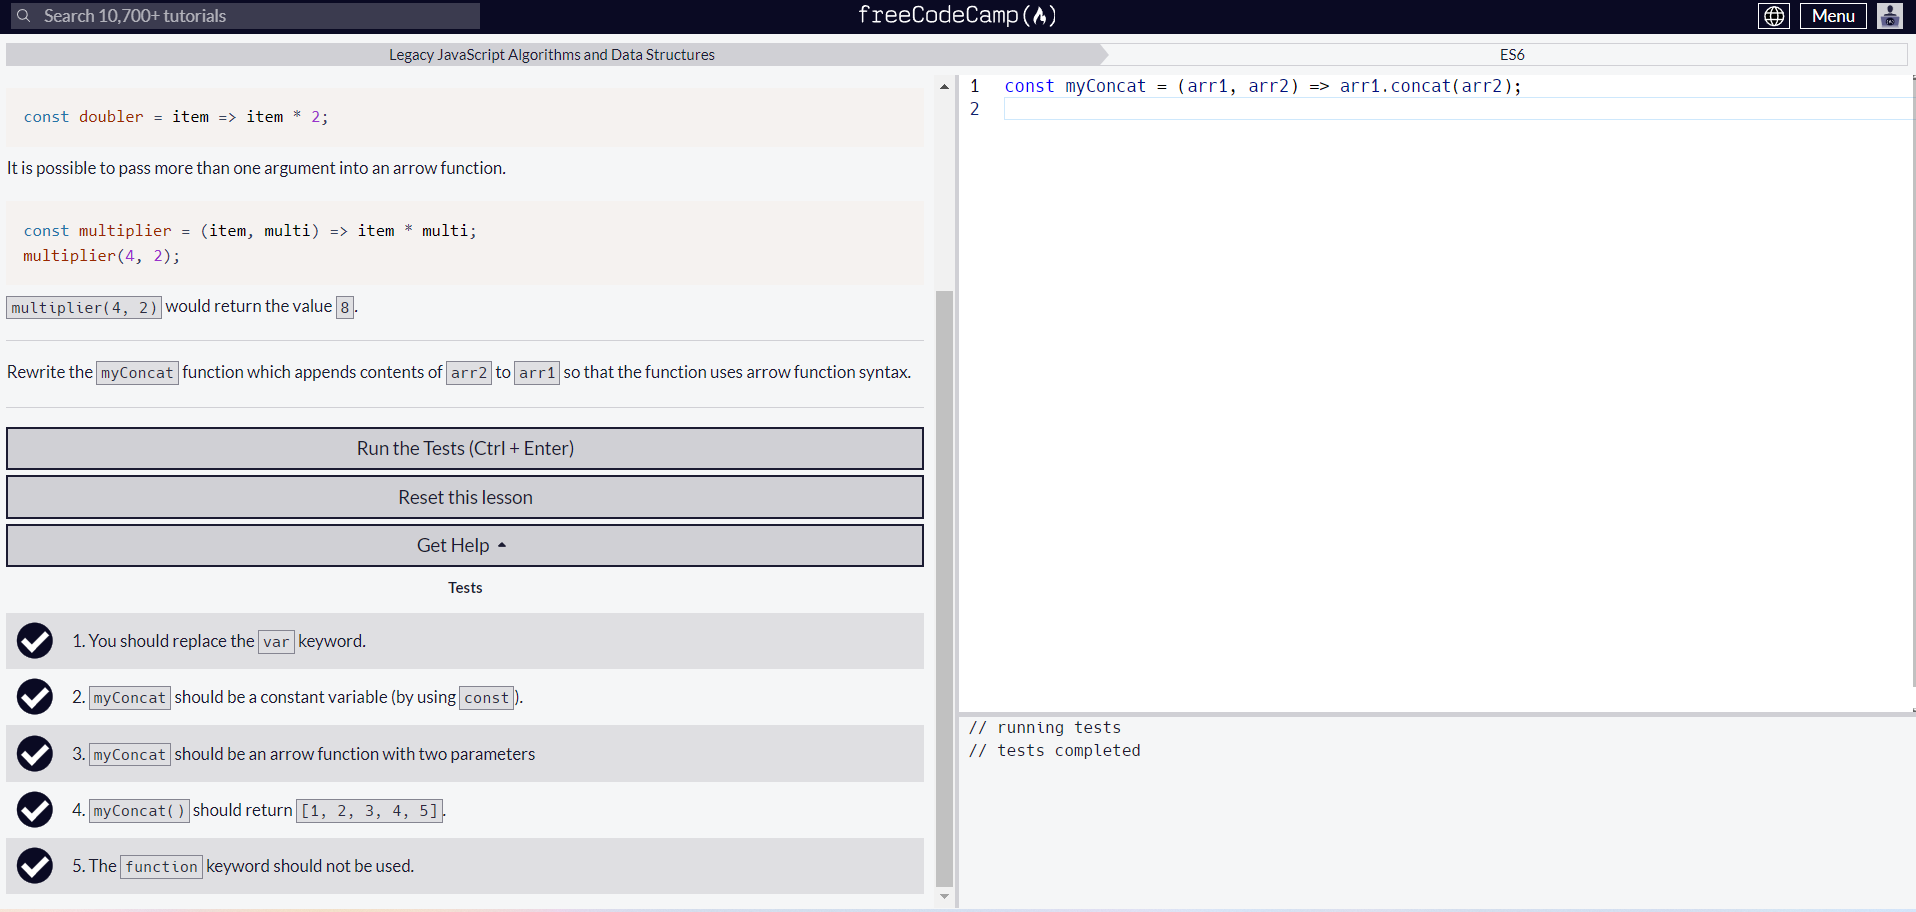 Search 10,700+ tutorials
freeCodeCamp
Menu
Legacy JavaScript Algorithms and Data Structures
ES6
const doubler = item => item * 2;
It is possible to pass more than one argument into an arrow function.
const multiplier = (item, multi) => item * multi;
multiplier(4, 2);
multiplier(4, 2) would return the value 8.
Rewrite the myConcat function which appends contents of arr2 to arr1 so that the function uses arrow function syntax.
Run the Tests (Ctrl + Enter)
Reset this lesson
Get Help
Tests
1. You should replace the var keyword.
2. myConcat should be a constant variable (by using const).
3. myConcat should be an arrow function with two parameters
4. myConcat() should return [1, 2, 3, 4, 5].
5. The function keyword should not be used.
1 const myConcat = (arr1, arr2) => arr1.concat(arr2);
2
// running tests
// tests completed